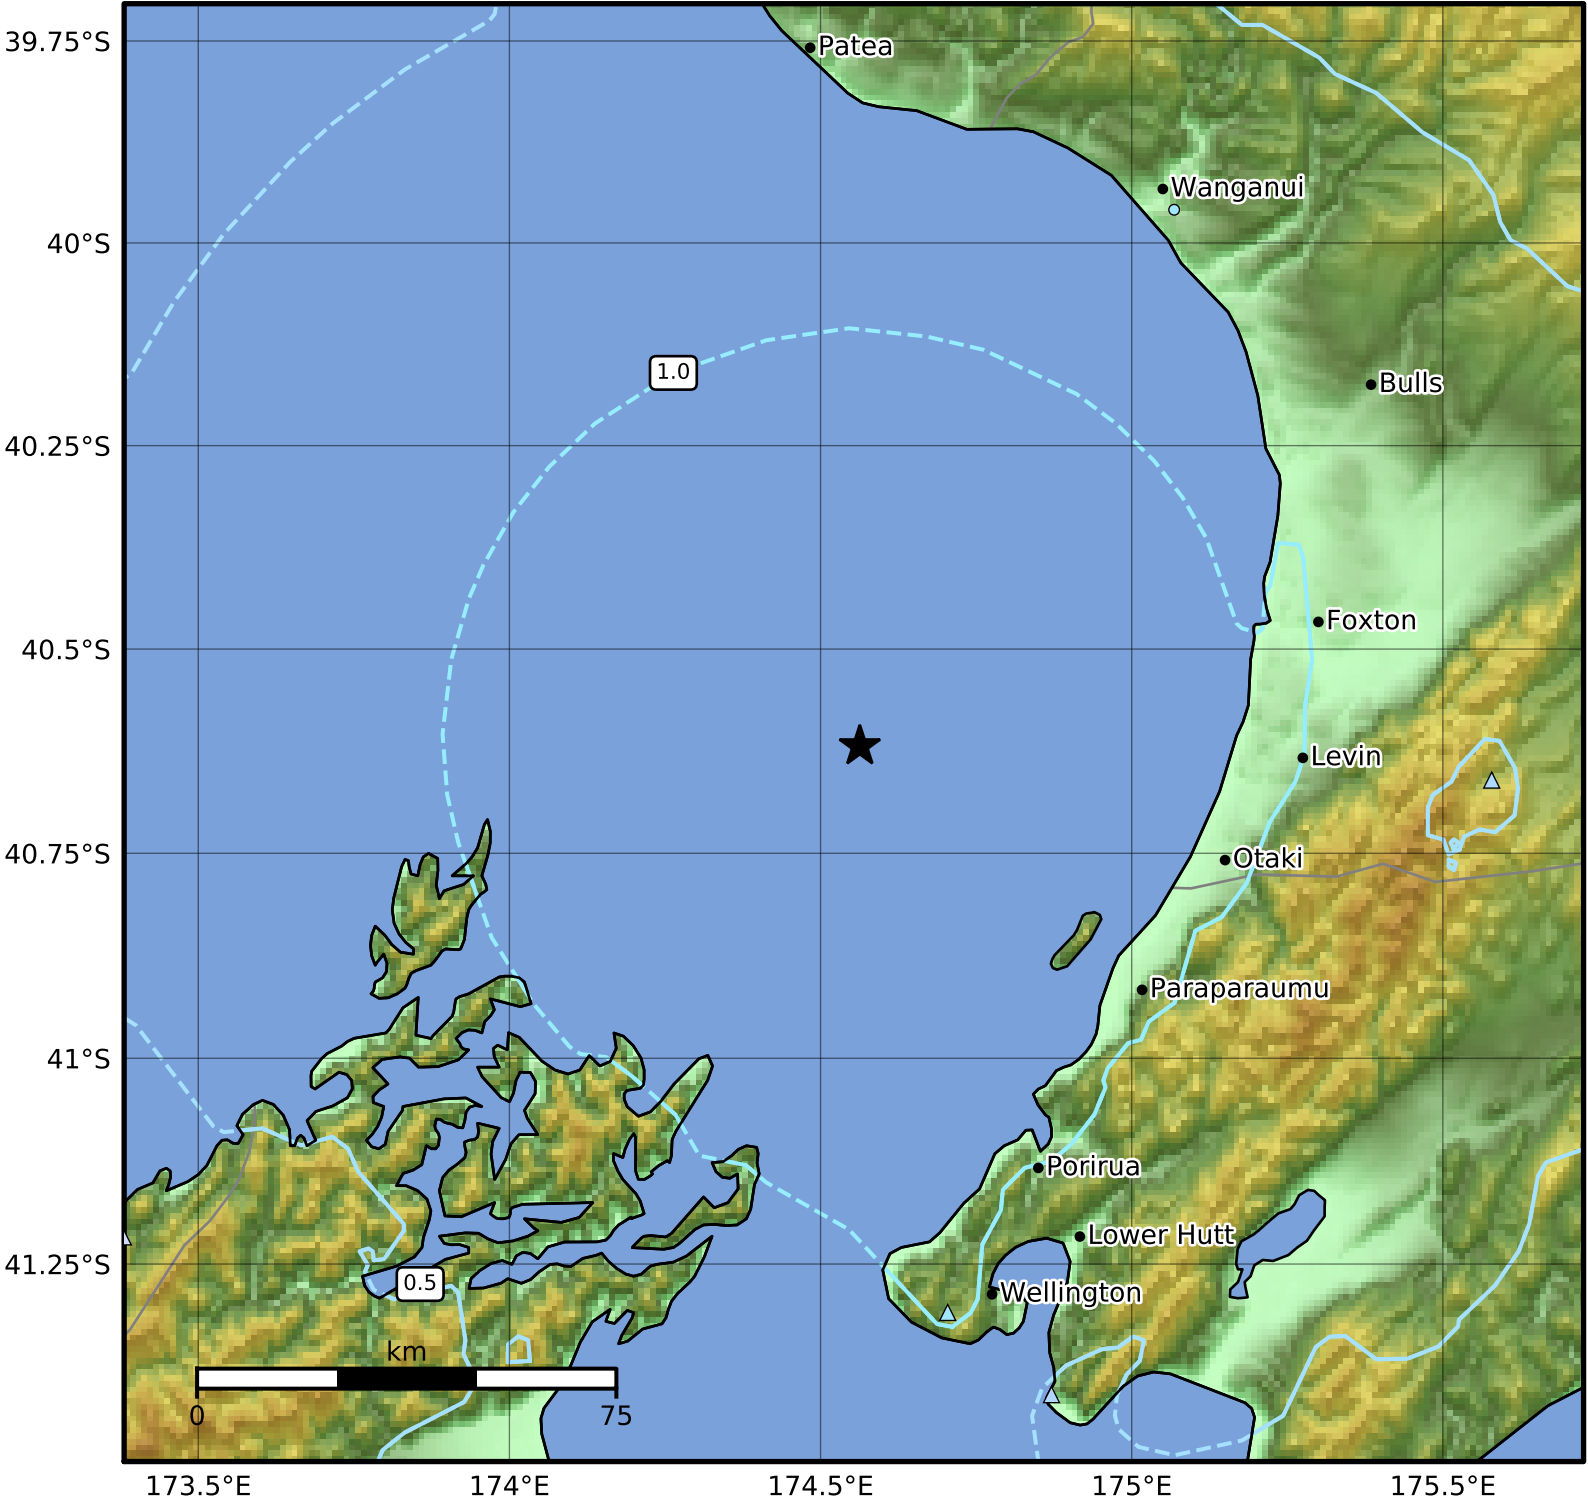 39.75°S
Patea
Wanganui
40°S
1.0
Bulls
40.25°S
Foxton
40.5°S
Levin
40.75°S
Otaki
Paraparaumu
41°S
Porirua
Lower Hutt
41.25°S
0.5
Wellington
km
0 75
173.5°E 174°E 174.5°E 175°E 175.5°E